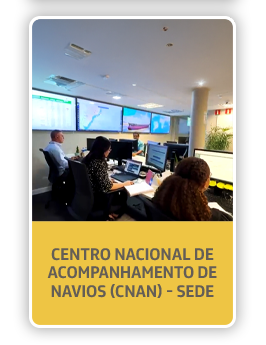 CENTRO NACIONAL DE
ACOMPANHAMENTO DE
NAVIOS (CNAN) - SEDE